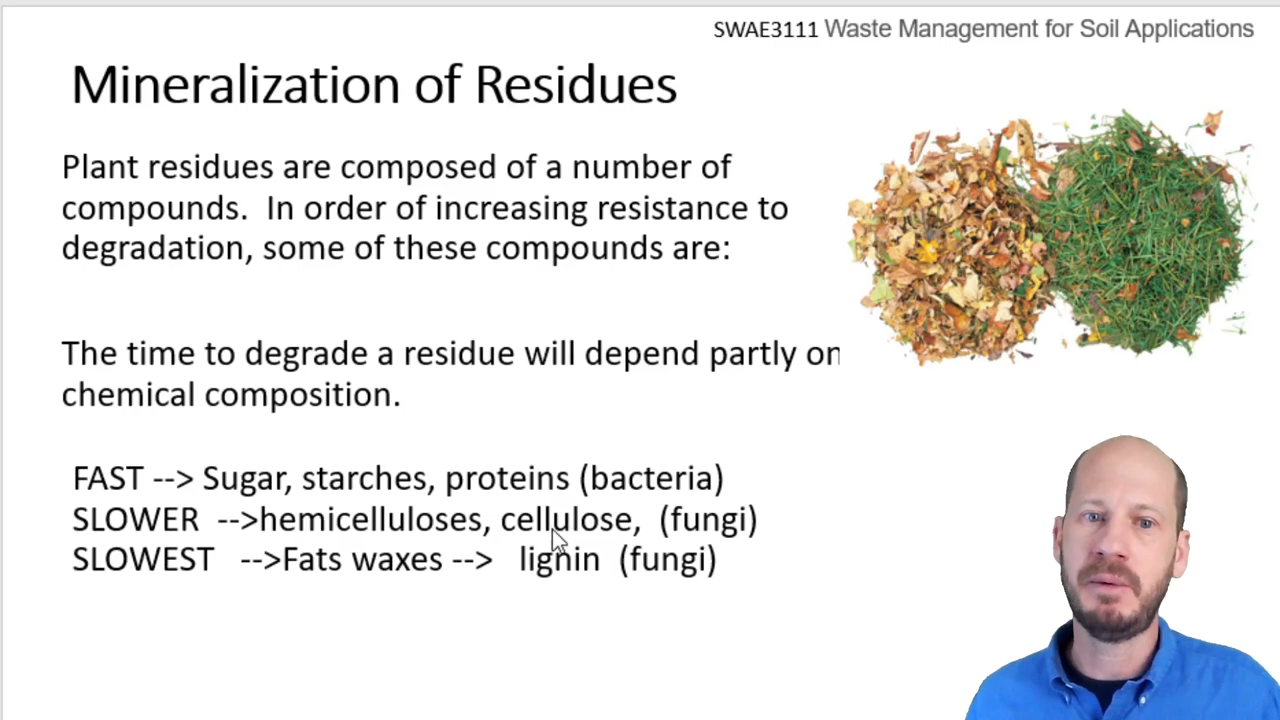 SWAE3111 Waste Management for Soil Applications
Mineralization of Residues
Plant residues are composed of a number of
compounds.  In order of increasing resistance to
degradation, some of these compounds are:
The time to degrade a residue will depend partly on
chemical composition.
FAST --> Sugar, starches, proteins (bacteria)
SLOWER  -->hemicelluloses, cellulose,  (fungi)
SLOWEST   -->Fats waxes -->   lignin  (fungi)